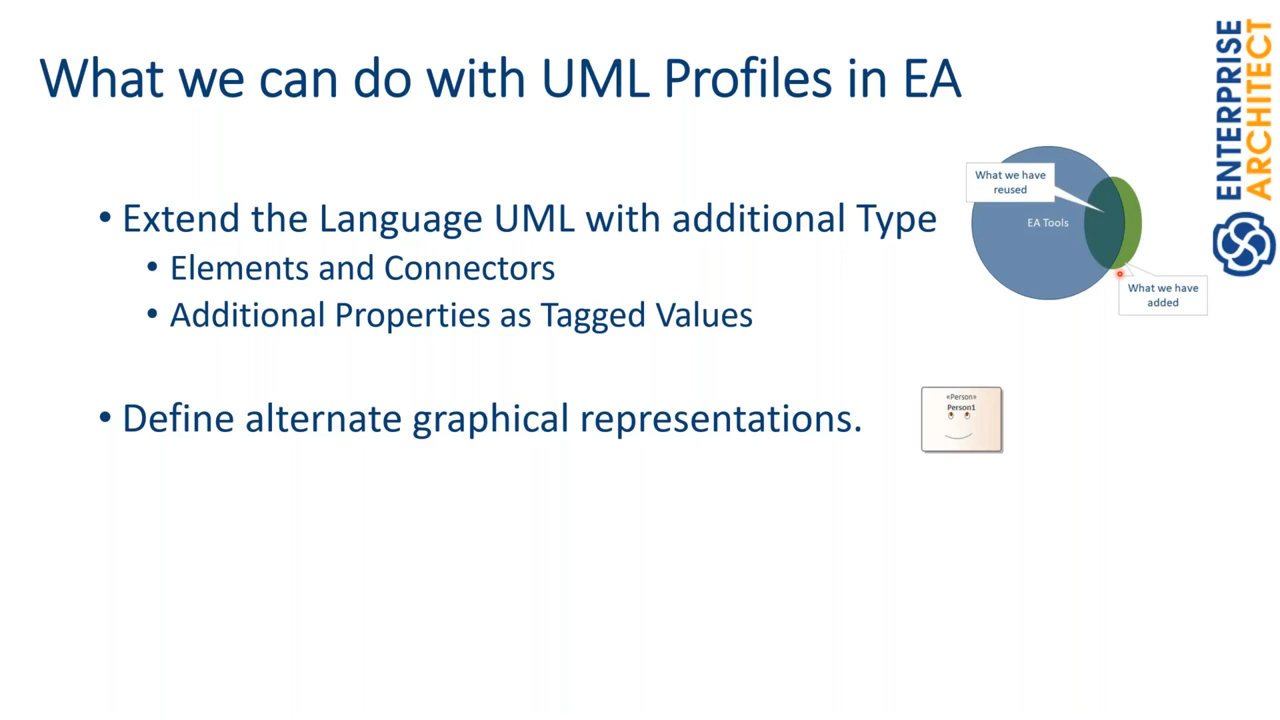 What we can do with UML Profiles in EA
• Extend the Language UML with additional Type
• Elements and Connectors
• Additional Properties as Tagged Values
• Define alternate graphical representations.
What we have
reused
EA Tools
What we have
added
«Person»
Person1
ENTERPRISE
ARCHITECT